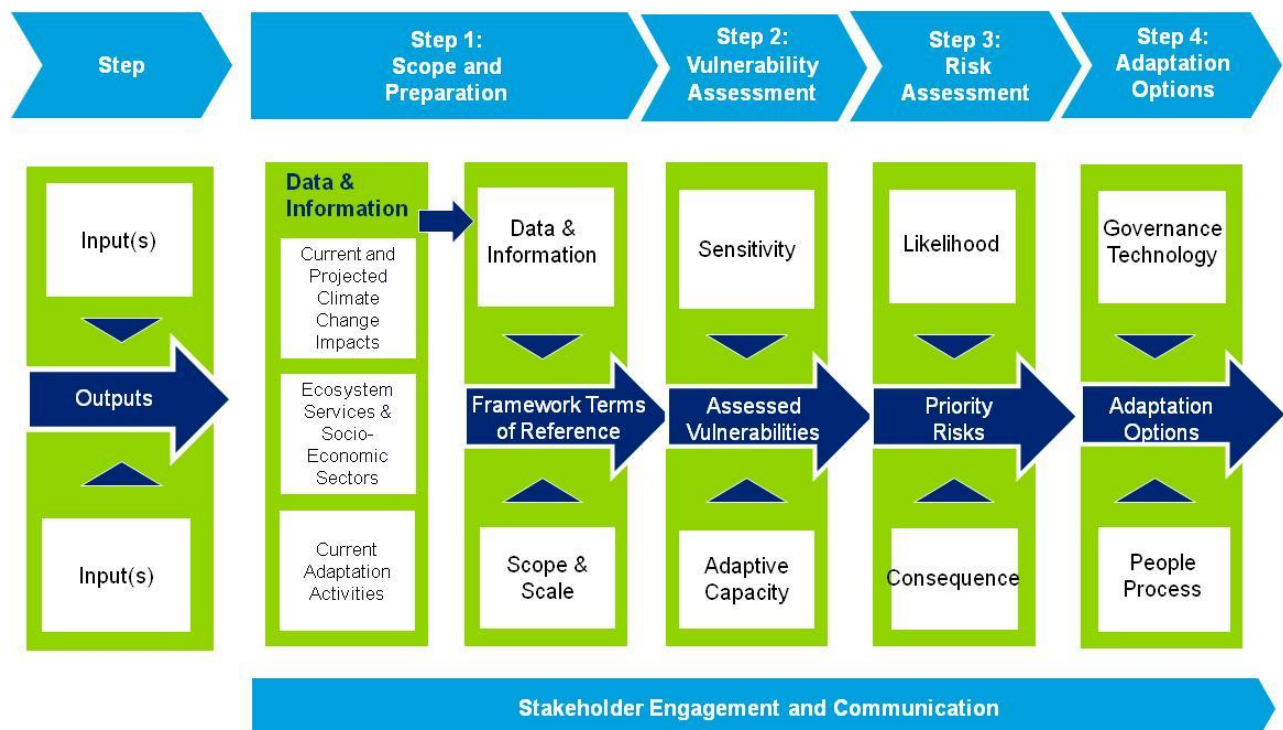 Step
Step 1:
Scope and
Preparation
Step 2:
Vulnerability
Assessment
Step 3:
Risk
Assessment
Step 4:
Adaptation
Options
Input(s)
Outputs
Input(s)
Data &
Information
Current and
Projected
Climate
Change
Impacts
Ecosystem
Services &
Socio-
Economic
Sectors
Current
Adaptation
Activities
Data &
Information
Framework Terms
of Reference
Scope &
Scale
Sensitivity
Assessed
Vulnerabilities
Adaptive
Capacity
Likelihood
Priority
Risks
Consequence
Governance
Technology
Adaptation
Options
People
Process
Stakeholder Engagement and Communication